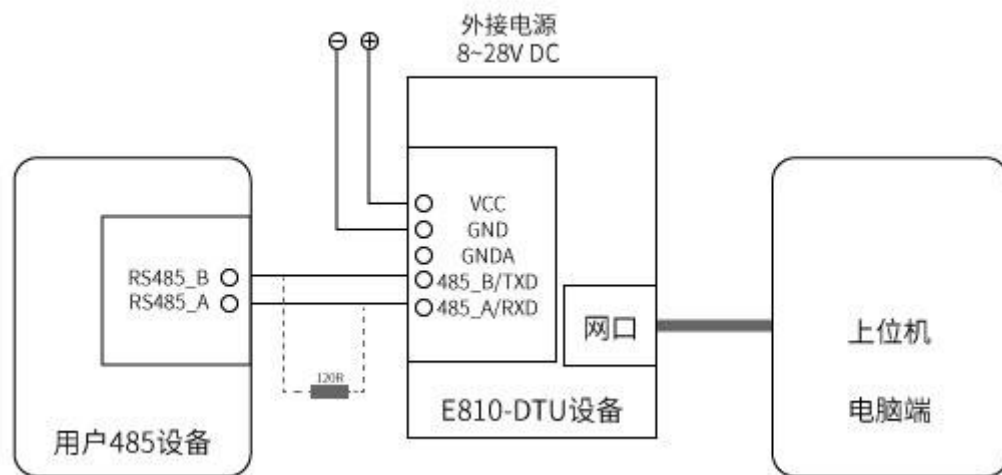 外接电源
8~28V DC
VCC
GND
GNDA
485_B/TXD
485_A/RXD
RS485_B
RS485_A
120R
网口
E810-DTU设备
用户485设备
上位机
电脑端